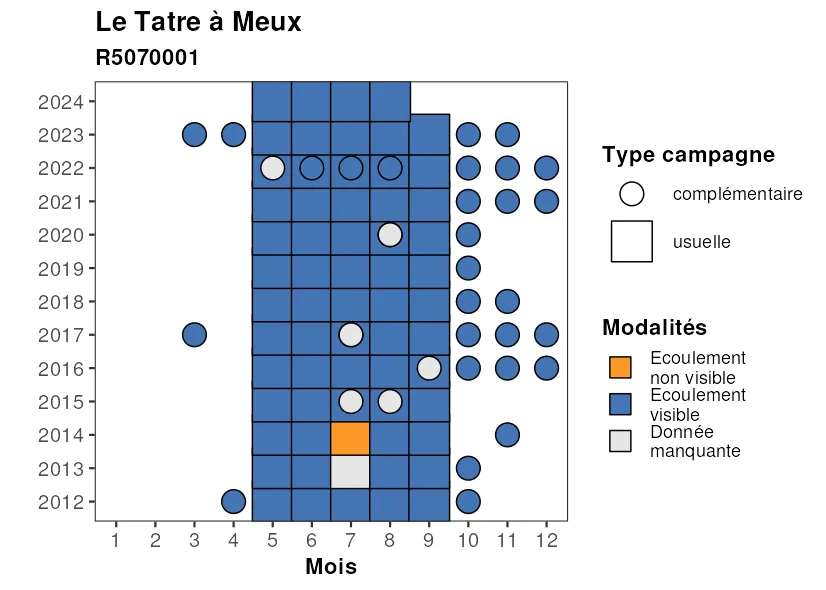 Le Tatre à Meux
R5070001
2024
2023
2022
2021
2020
2019
2018
2017
2016
2015
2014
2013
2012
1 2 3 4 5 6 7 8 9 10 11 12
Mois
Type campagne
complémentaire
usuelle
Modalités
Ecoulement
non visible
Ecoulement
visible
Donnée
manquante